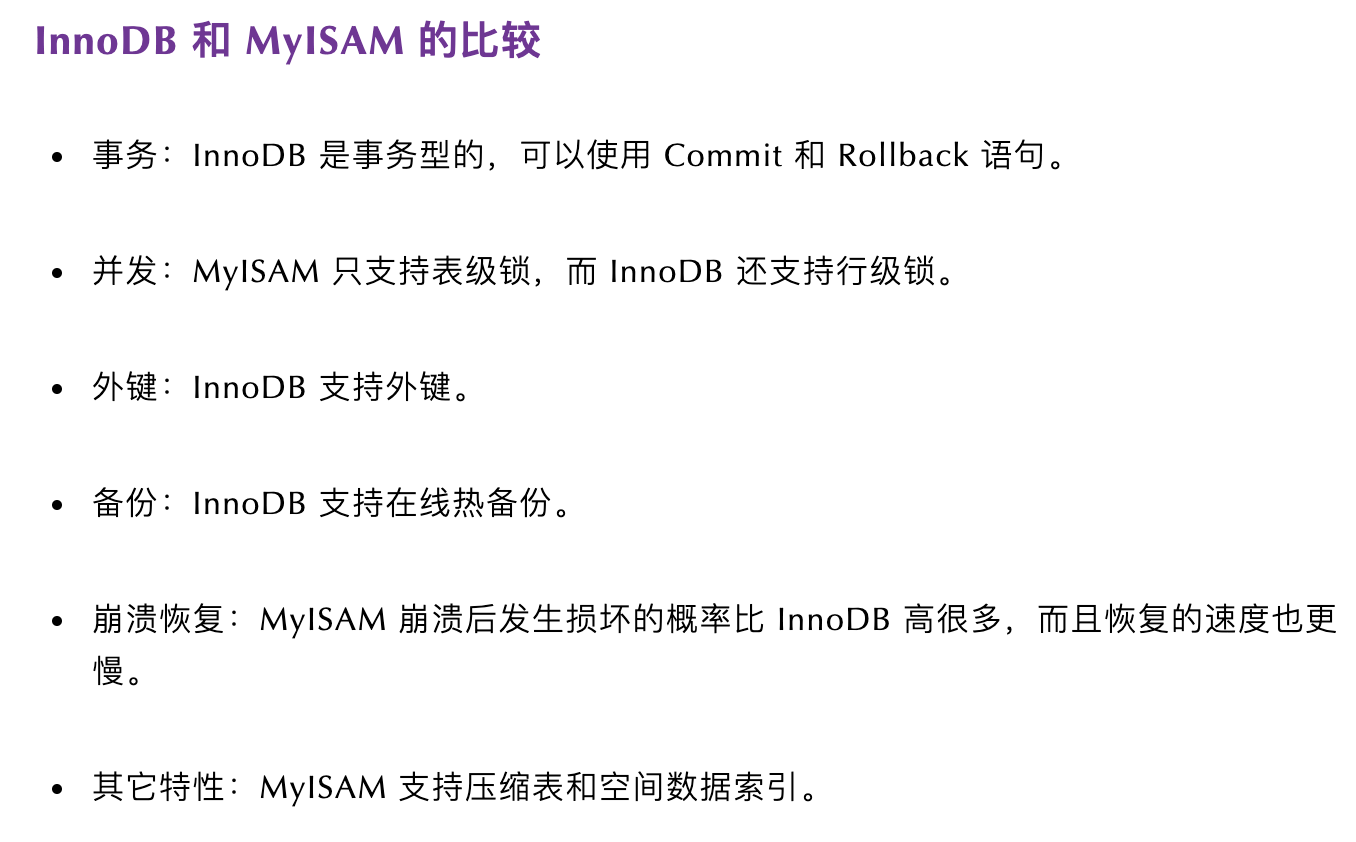 InnoDB 和 MyISAM 的比较
• 事务：InnoDB 是事务型的，可以使用 Commit 和 Rollback 语句。
• 并发：MyISAM 只支持表级锁，而 InnoDB 还支持行级锁。
• 外键：InnoDB 支持外键。
• 备份：InnoDB 支持在线热备份。
• 崩溃恢复：MyISAM 崩溃后发生损坏的概率比 InnoDB 高很多，而且恢复的速度也更
慢。
• 其它特性：MyISAM 支持压缩表和空间数据索引。